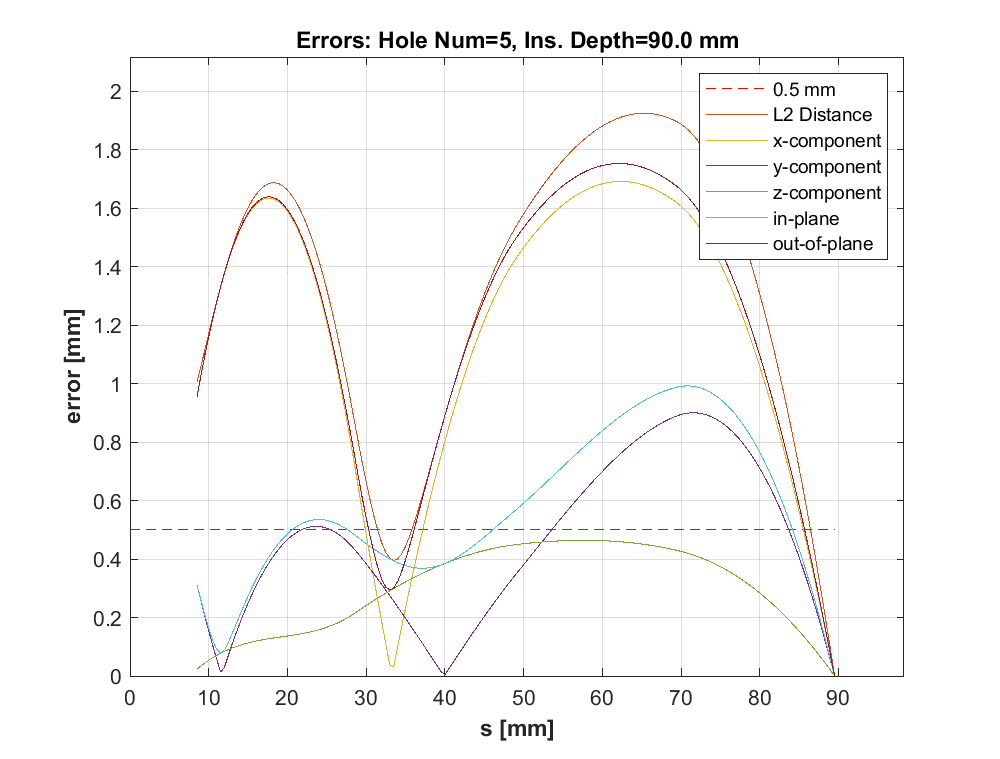 Errors: Hole Num=5, Ins. Depth=90.0 mm
2
1.8
1.6
1.4
1.2
1
0.8
0.6
0.4
0.2
0
error [mm]
0.5 mm
L2 Distance
x-component
y-component
z-component
in-plane
out-of-plane
0 10 20 30 40 50 60 70 80 90
s [mm]